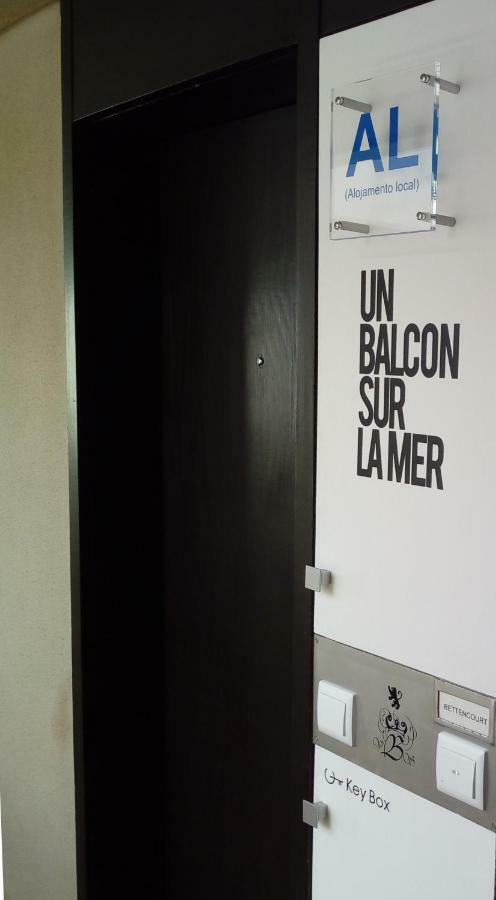 AL
(Alojamento local)
UN
BALCON
SUR
LA MER
BETTENCOURT
Key Box